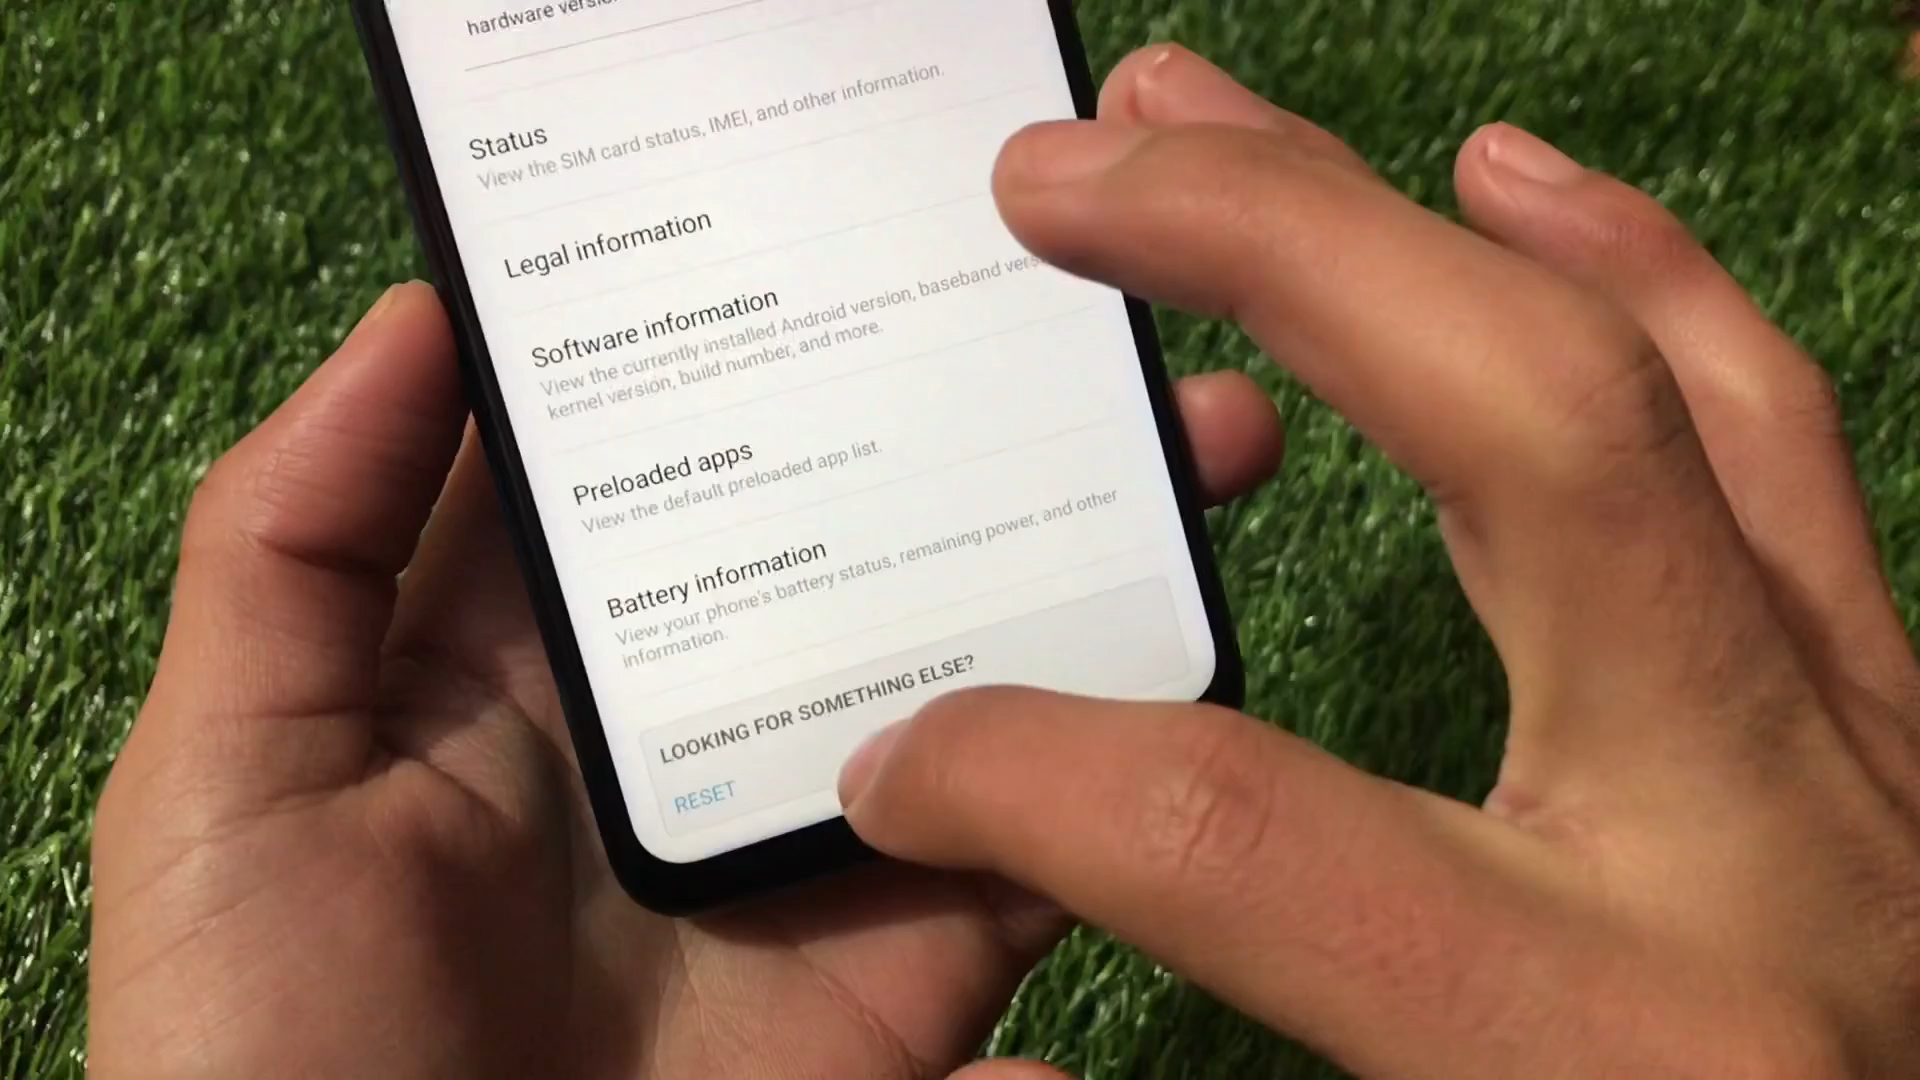 hardware
Status
View the SIM card status, IMEI, and other information.
Legal information
Software information
View the currently installed Android version, baseband
kernel version, build number, and more.
Preloaded apps
View the default preloaded app list.
Battery information
View your phone's battery status, remaining power, and other
information.
LOOKING FOR SOMETHING ELSE?
RESET